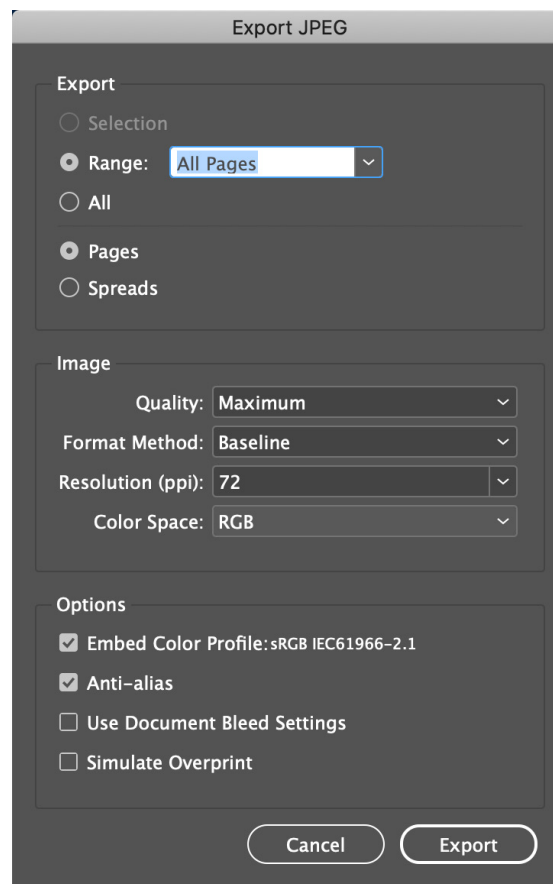 Export JPEG
Export
Selection
Range: All Pages
All
Pages
Spreads
Image
Quality: Maximum
Format Method: Baseline
Resolution (ppi): 72
Color Space: RGB
Options
Embed Color Profile:sRGB IEC61966-2.1
Anti-alias
Use Document Bleed Settings
Simulate Overprint
Cancel Export